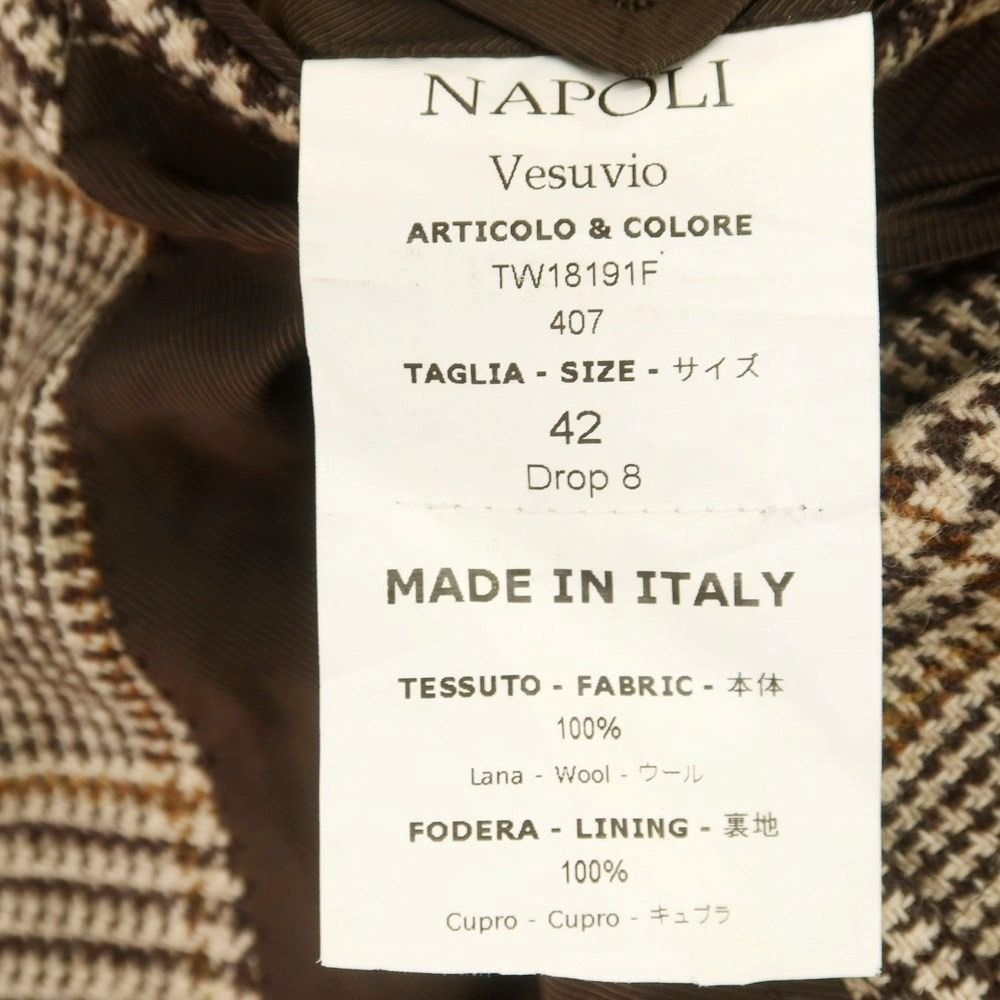 NAPOLI
Vesuvio
ARTICOLO & COLORE
TW18191F
407
TAGLIA - SIZE - サイズ
42
Drop 8
MADE IN ITALY
TESSUTO - FABRIC - 本体
100%
Lana - Wool - ウール
FODERA - LINING - 裏地
100%
Cupro - Cupro - キュプラ